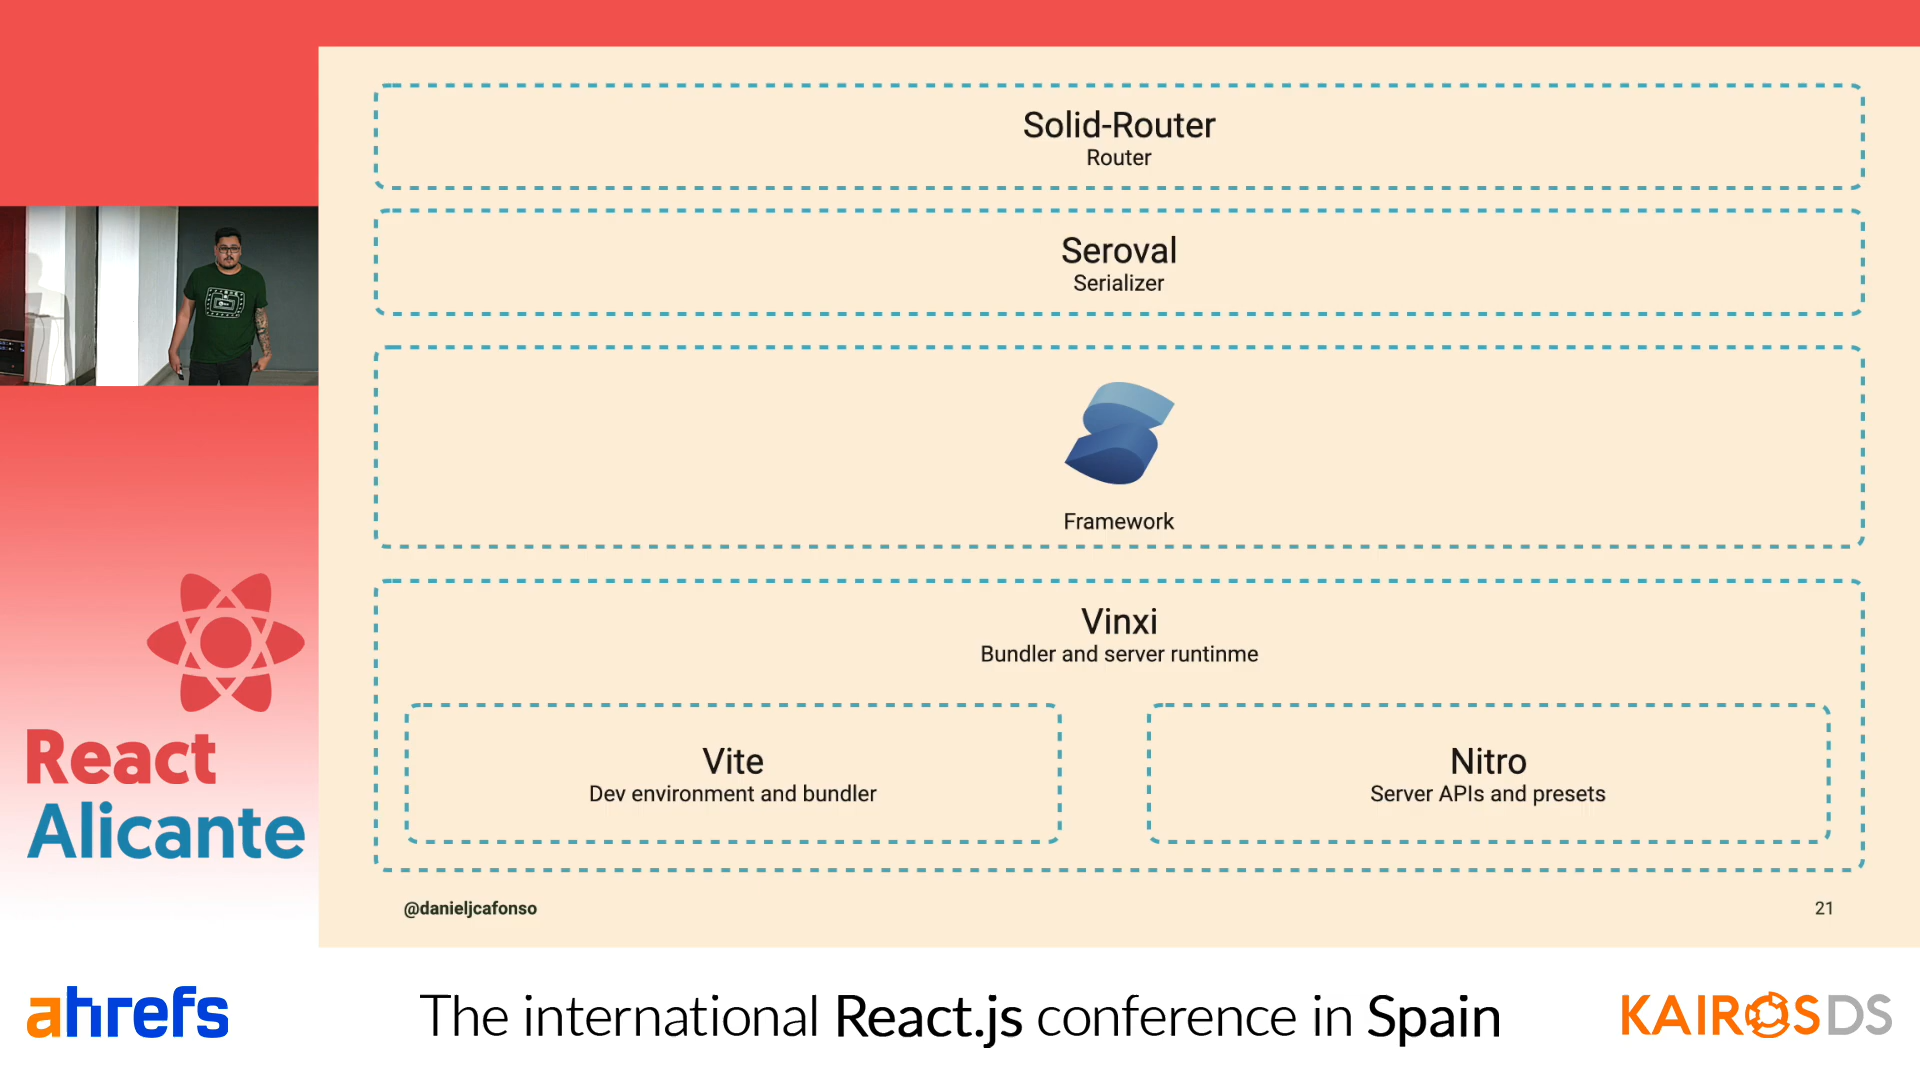 Solid-Router
Router
Seroval
Serializer
Framework
Vinxi
Bundler and server runtinme
Vite
Dev environment and bundler
Nitro
Server APIs and presets
@danieljcafonso
21
React
Alicante
ahrefs
The international React.js conference in Spain
KAIROSDS